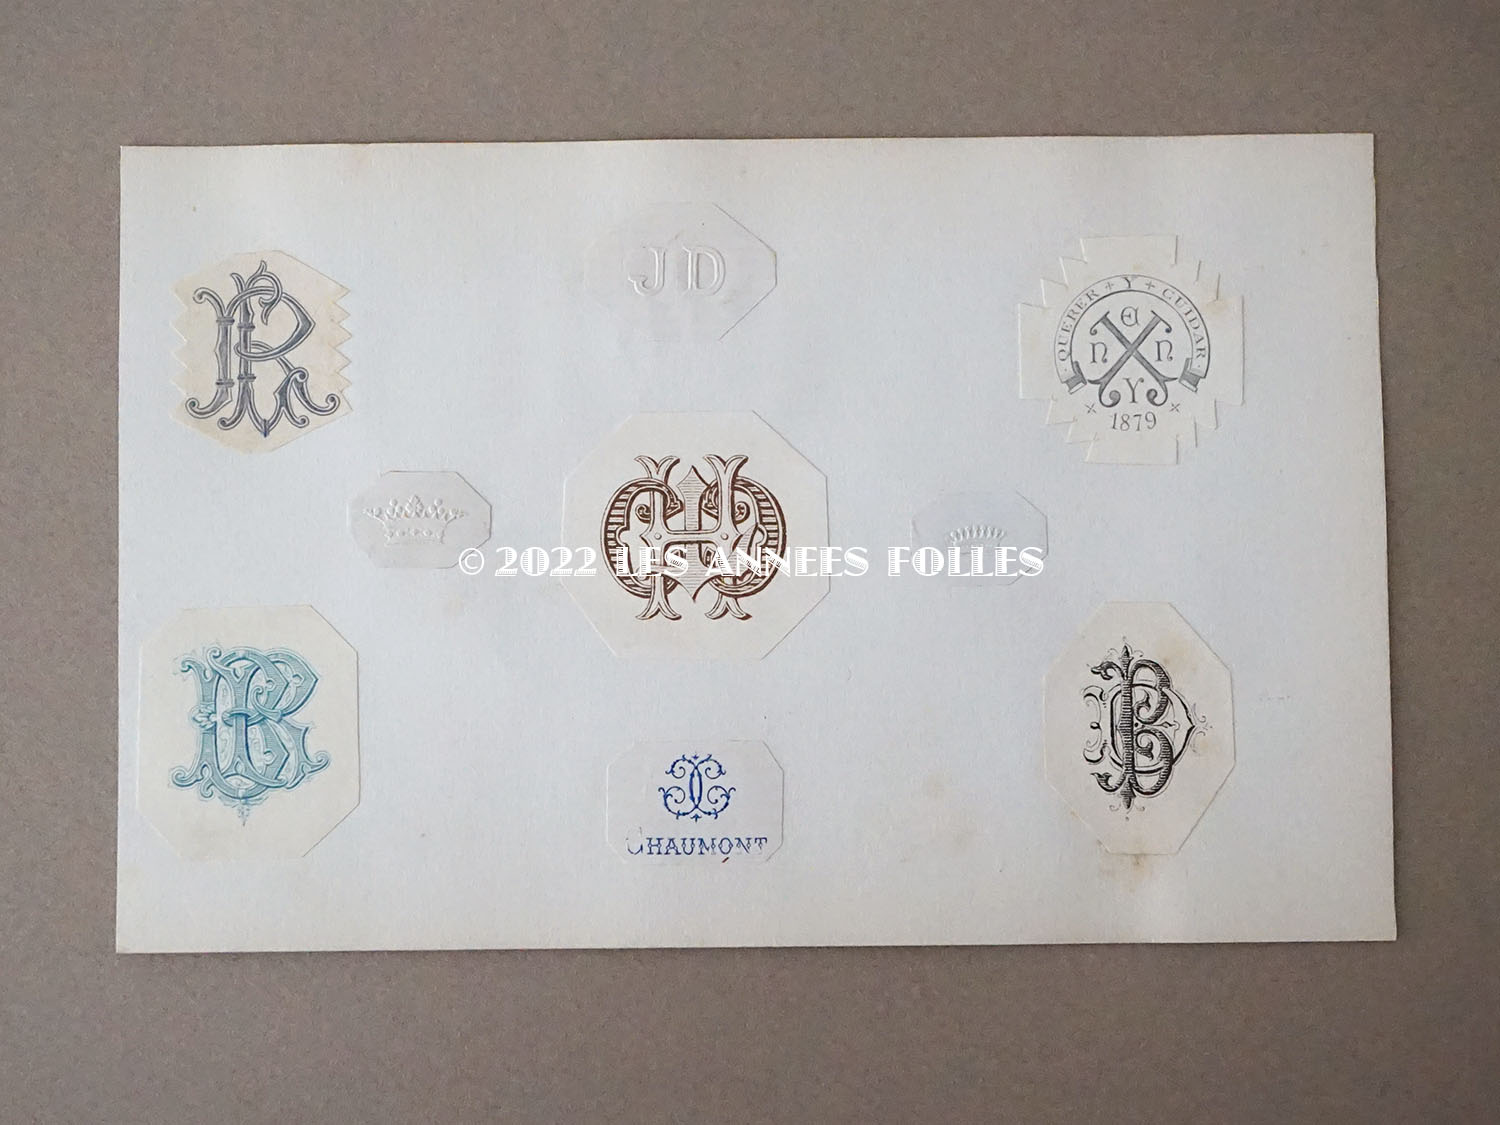 JD
QUERER + Y + CUIDAR
E
N X N
Y
1879
© 2022 LES ANNEES FOLLES
CHAUMONT